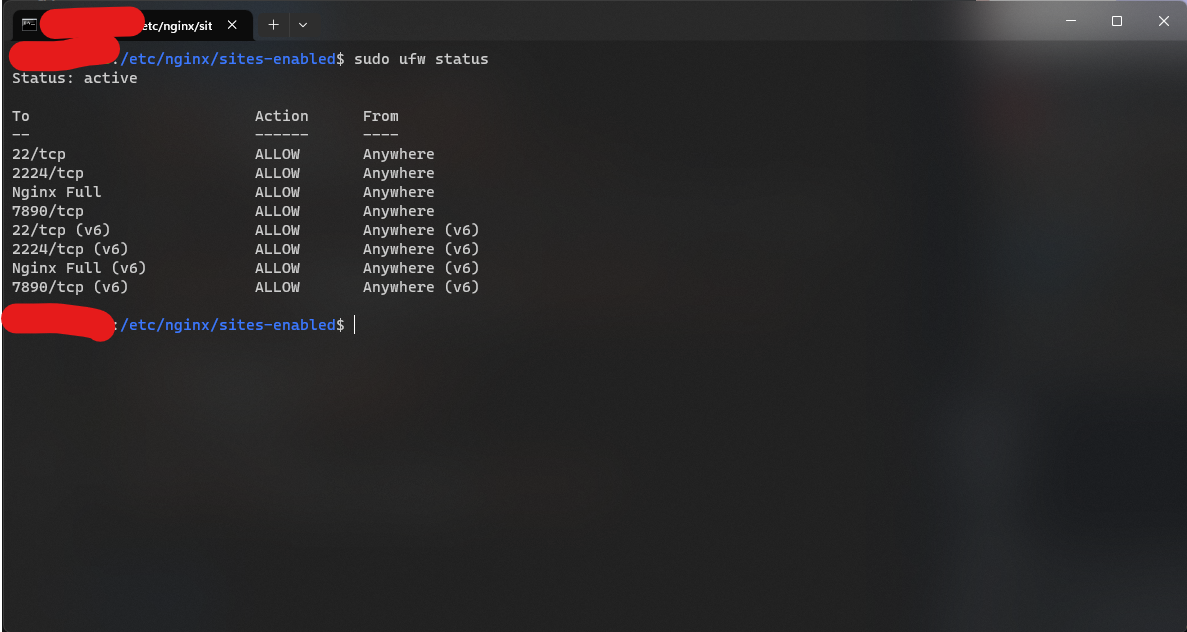 etc/nginx/sit
:/etc/nginx/sites-enabled$ sudo ufw status
Status: active
To                         Action      From
--                         ------      ----
22/tcp                     ALLOW       Anywhere
2224/tcp                   ALLOW       Anywhere
Nginx Full                 ALLOW       Anywhere
7890/tcp                   ALLOW       Anywhere
22/tcp (v6)                ALLOW       Anywhere (v6)
2224/tcp (v6)              ALLOW       Anywhere (v6)
Nginx Full (v6)            ALLOW       Anywhere (v6)
7890/tcp (v6)              ALLOW       Anywhere (v6)
:/etc/nginx/sites-enabled$